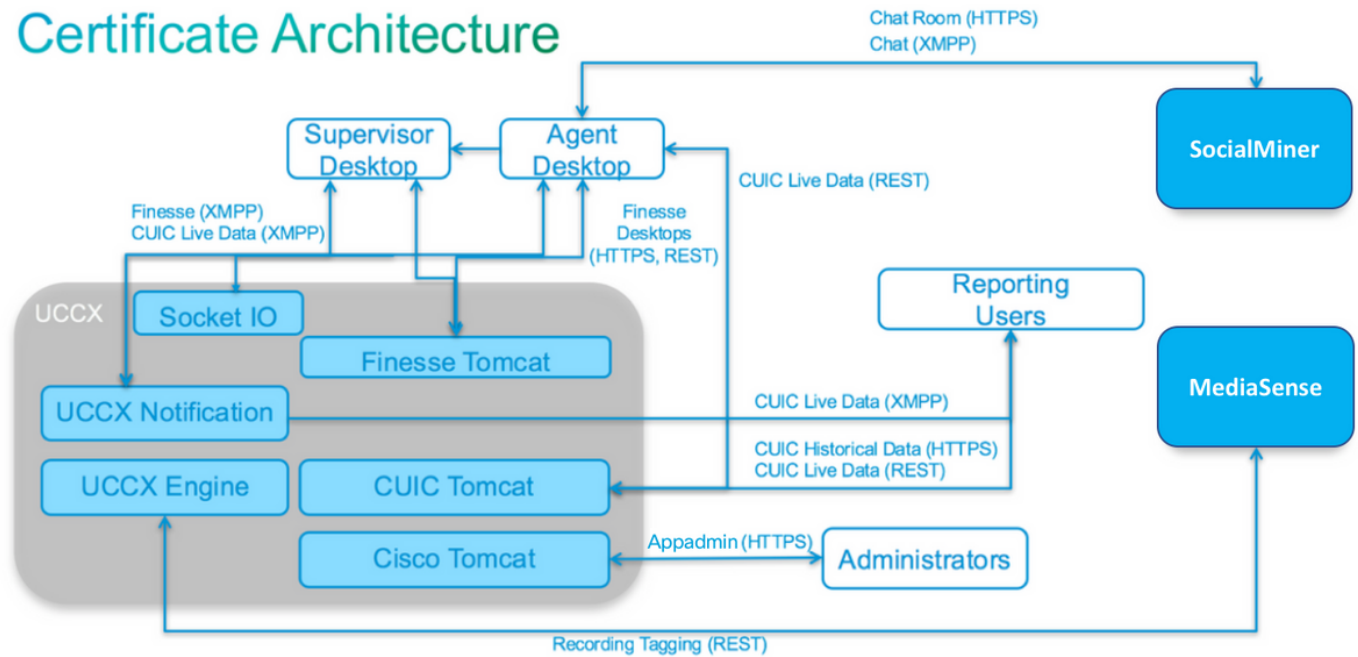 Certificate Architecture
Chat Room (HTTPS)
Chat (XMPP)
Supervisor
Desktop
Agent
Desktop
SocialMiner
CUIC Live Data (REST)
Finesse (XMPP)
CUIC Live Data (XMPP)
Finesse
Desktops
(HTTPS, REST)
UCCX
Socket IO
Reporting
Users
Finesse Tomcat
MediaSense
UCCX Notification
CUIC Live Data (XMPP)
CUIC Historical Data (HTTPS)
CUIC Live Data (REST)
UCCX Engine
CUIC Tomcat
Cisco Tomcat
Appadmin (HTTPS)
Administrators
Recording Tagging (REST)